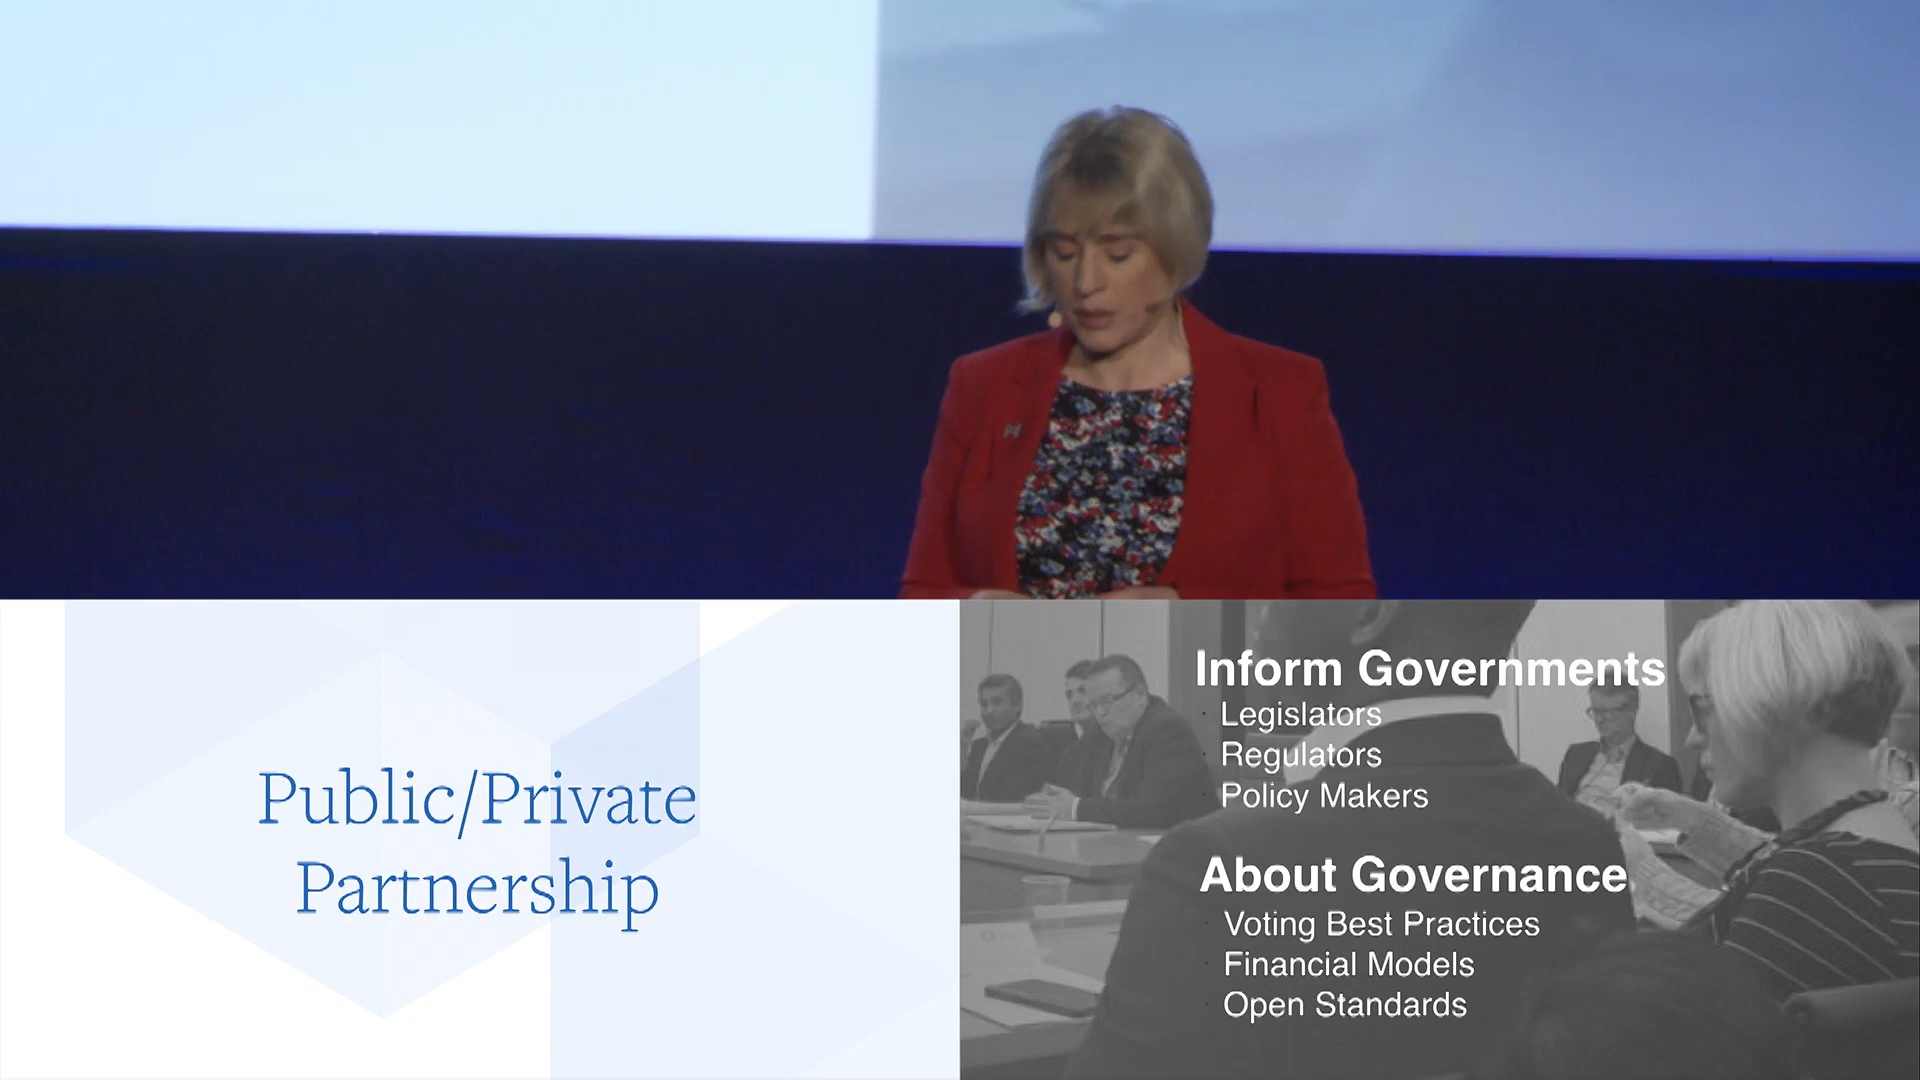 Public/Private
Partnership
Inform Governments
Legislators
Regulators
Policy Makers
About Governance
Voting Best Practices
Financial Models
Open Standards